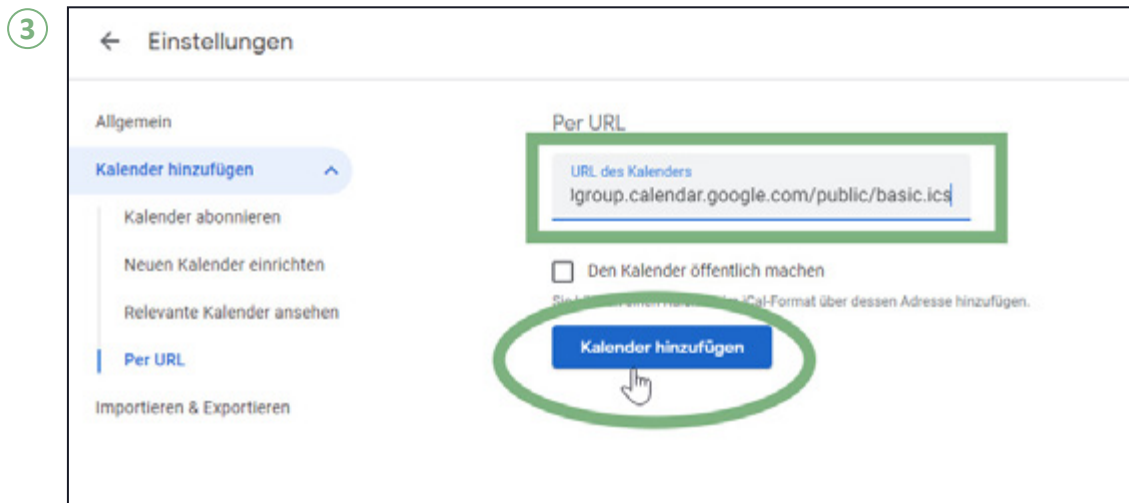 3
Einstellungen
Allgemein
Kalender hinzufügen
Kalender abonnieren
Neuen Kalender einrichten
Relevante Kalender ansehen
Per URL
Importieren & Exportieren
Per URL
URL des Kalenders
lgroup.calendar.google.com/public/basic.ics
Den Kalender öffentlich machen
iCal-Format über dessen Adresse hinzufügen.
Kalender hinzufügen